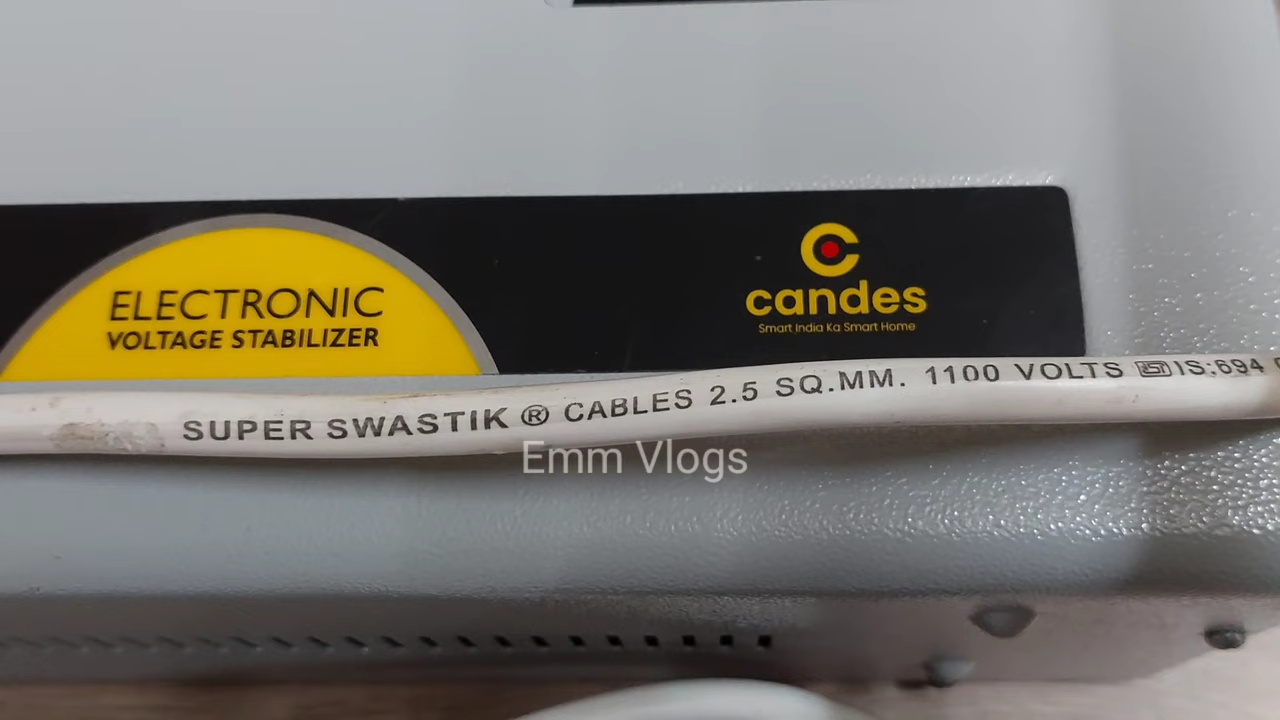 ELECTRONIC
VOLTAGE STABILIZER
candes
Smart India Ka Smart Home
SUPER SWASTIK ® CABLES 2.5 SQ.MM. 1100 VOLTS ISI IS:694
Emm Vlogs